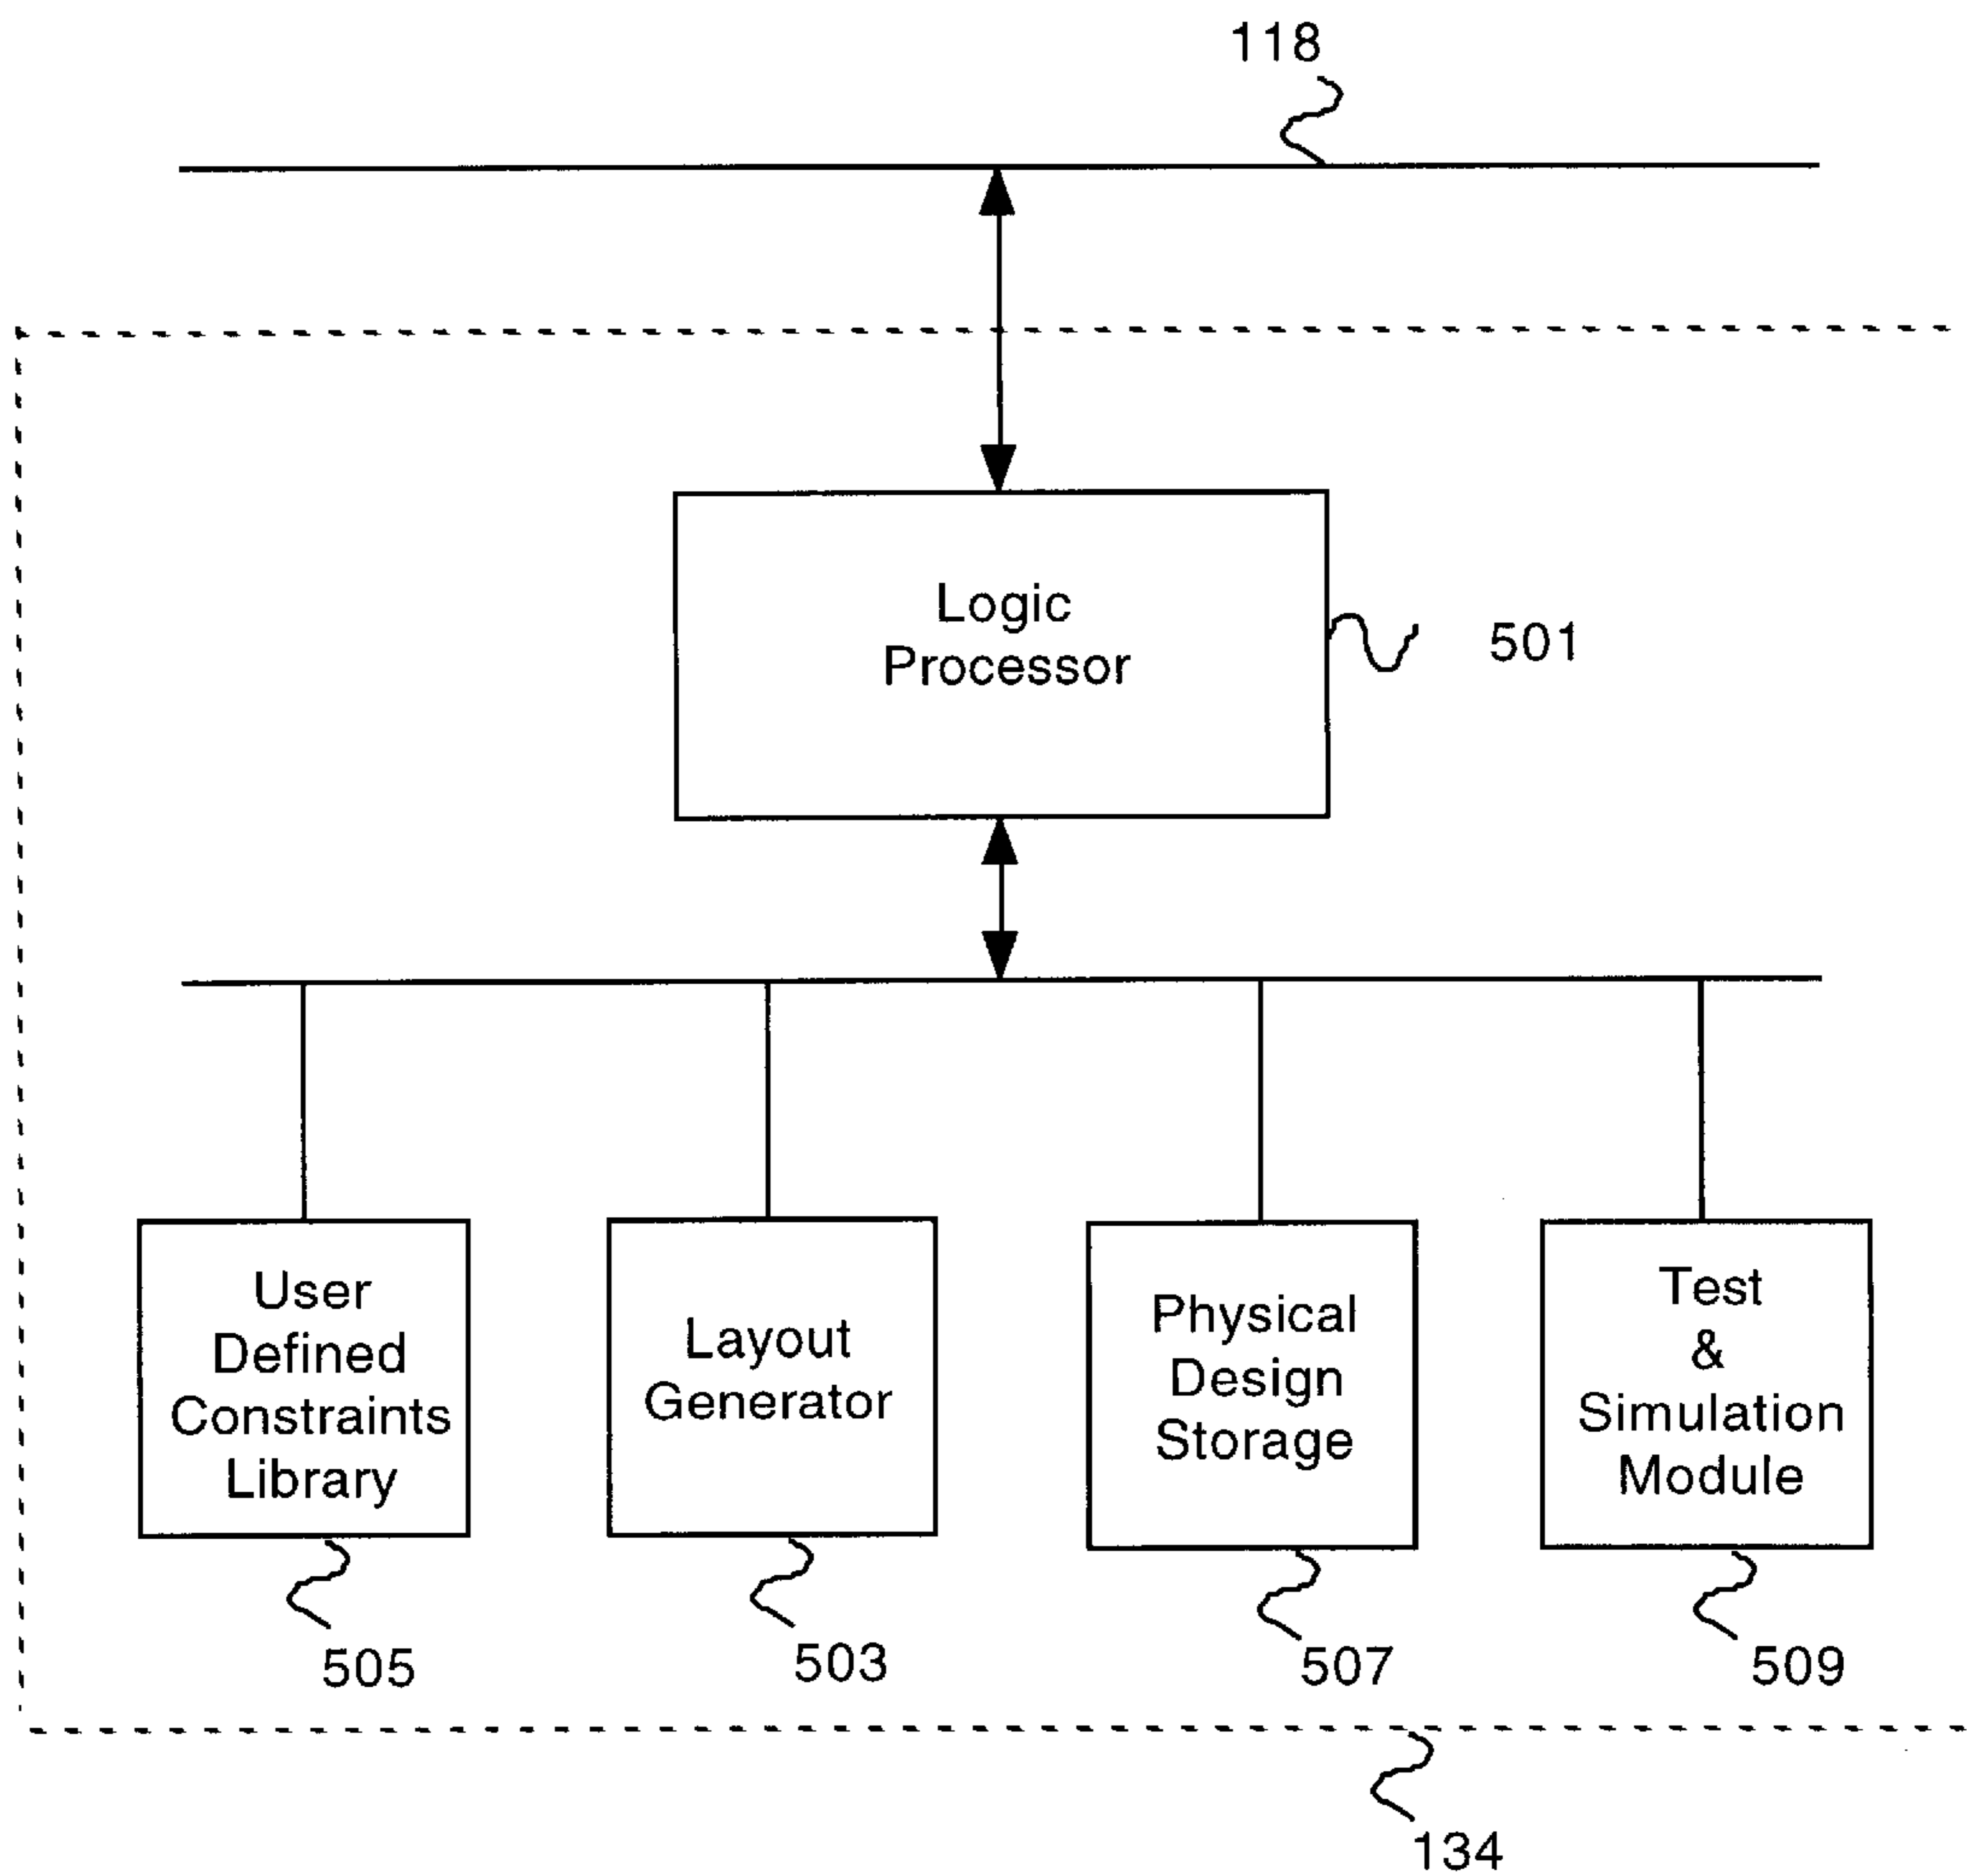 118
Logic
Processor
501
User
Defined
Constraints
Library
Layout
Generator
Physical
Design
Storage
Test
&
Simulation
Module
505
503
507
509
134